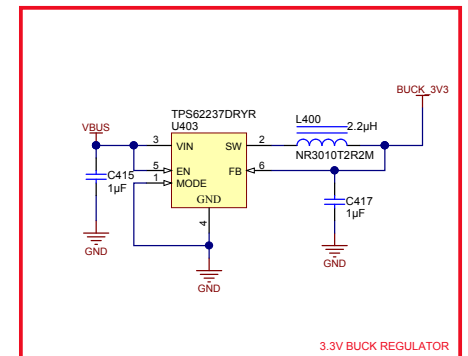 BUCK_3V3
TPS62237DRYR
U403
L400
2.2µH
NR3010T2R2M
VBUS
3
VIN
SW
2
5
EN
FB
6
1
MODE
GND
4
C415
1µF
C417
1µF
GND
GND
GND
3.3V BUCK REGULATOR